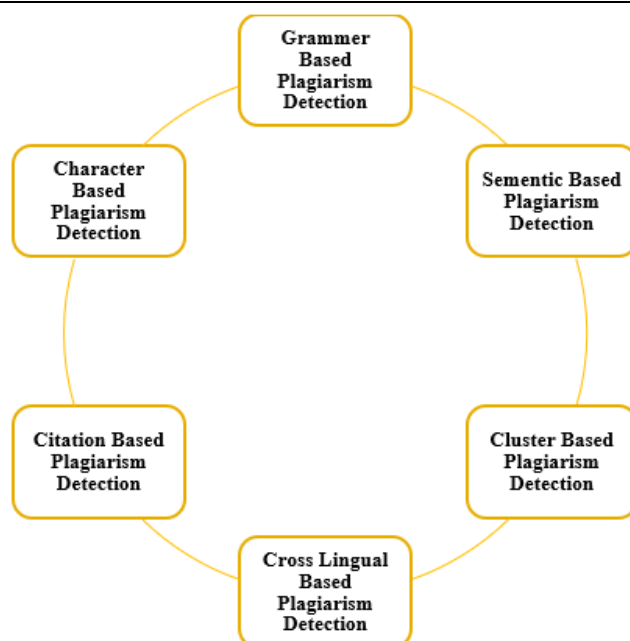 Grammer
Based
Plagiarism
Detection
Sementic Based
Plagiarism
Detection
Cluster Based
Plagiarism
Detection
Cross Lingual
Based
Plagiarism
Detection
Citation Based
Plagiarism
Detection
Character
Based
Plagiarism
Detection